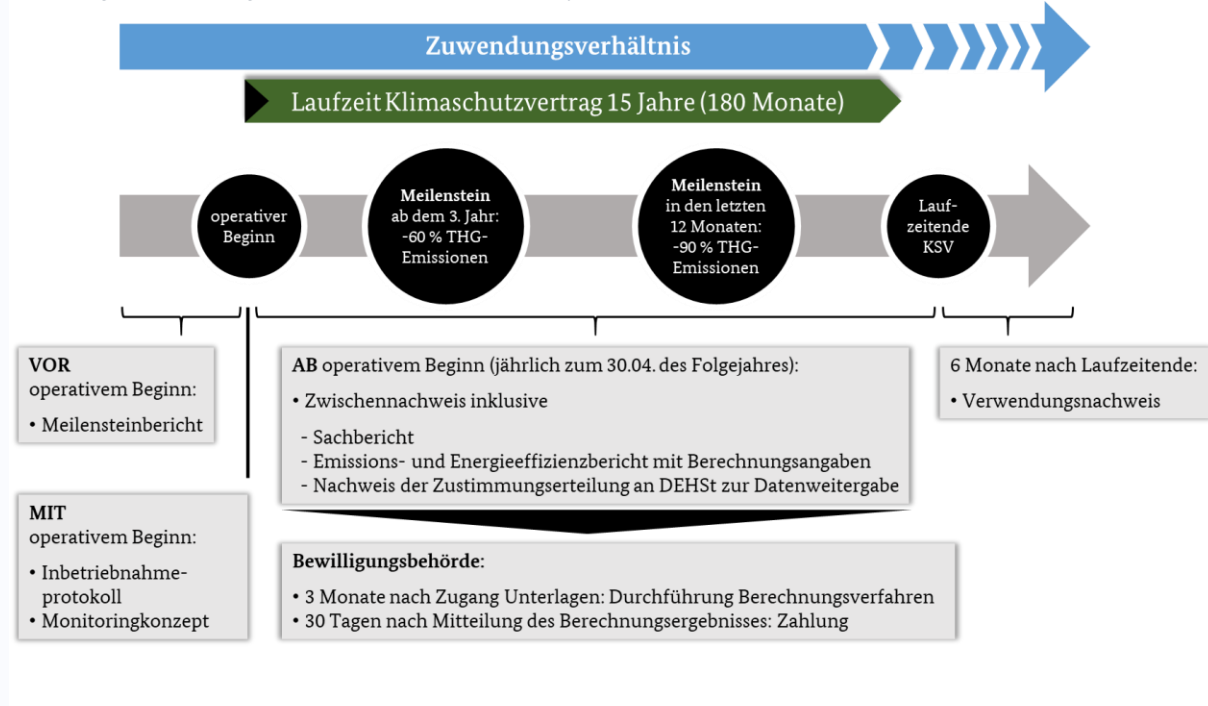 Zuwendungsverhältnis
Laufzeit Klimaschutzvertrag 15 Jahre (180 Monate)
operativer
Beginn
Meilenstein
ab dem 3. Jahr:
-60 % THG-
Emissionen
Meilenstein
in den letzten
12 Monaten:
-90 % THG-
Emissionen
Lauf-
zeitende
KSV
VOR
operativem Beginn:
• Meilensteinbericht
MIT
operativem Beginn:
• Inbetriebnahme-
protokoll
• Monitoringkonzept
AB operativem Beginn (jährlich zum 30.04. des Folgejahres):
• Zwischennachweis inklusive
- Sachbericht
- Emissions- und Energieeffizienzbericht mit Berechnungsangaben
- Nachweis der Zustimmungserteilung an DEHSt zur Datenweitergabe
Bewilligungsbehörde:
• 3 Monate nach Zugang Unterlagen: Durchführung Berechnungsverfahren
• 30 Tagen nach Mitteilung des Berechnungsergebnisses: Zahlung
6 Monate nach Laufzeitende:
• Verwendungsnachweis